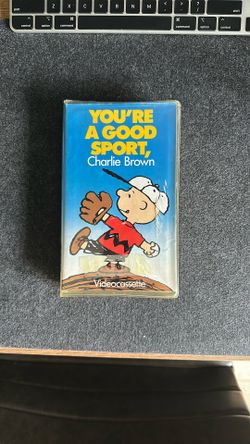 YOU'RE
A GOOD
SPORT,
Charlie Brown
Videocassette